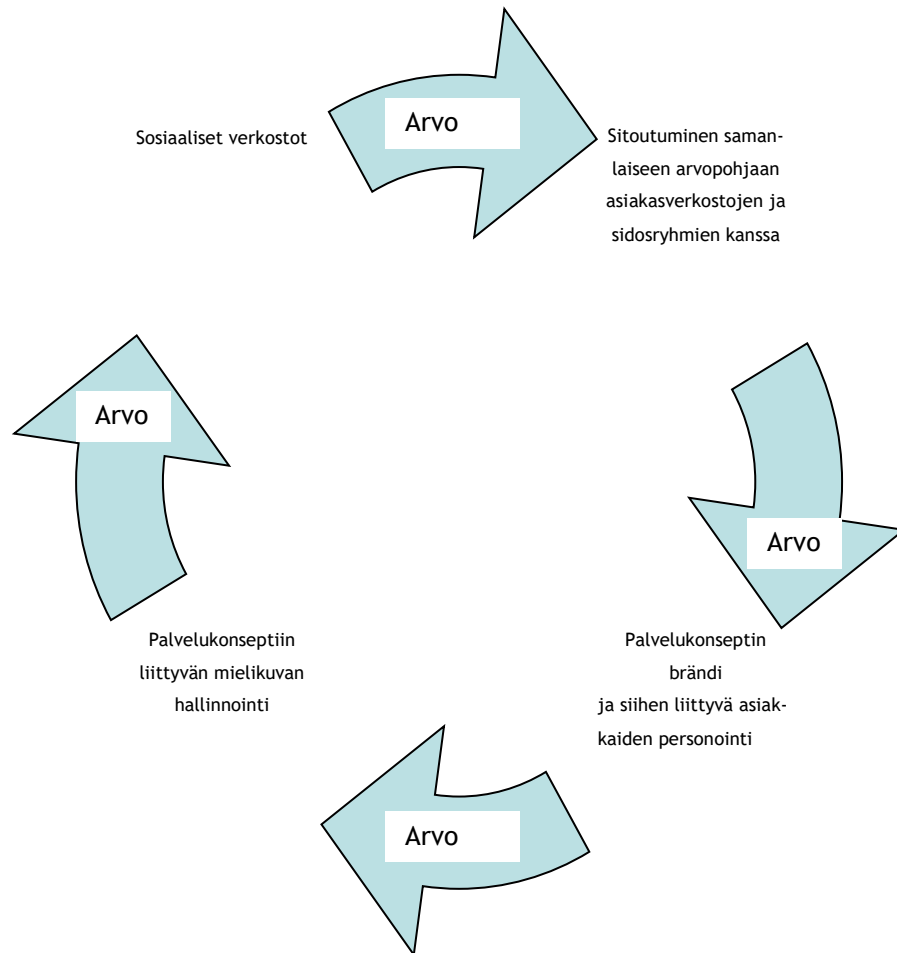 Arvo
Sosiaaliset verkostot
Sitoutuminen saman-
laiseen arvopohjaan
asiakasverkostojen ja
sidosryhmien kanssa
Arvo
Arvo
Palvelukonseptiin
liittyvän mielikuvan
hallinnointi
Palvelukonseptin
brändi
ja siihen liittyvä asiak-
kaiden personointi
Arvo